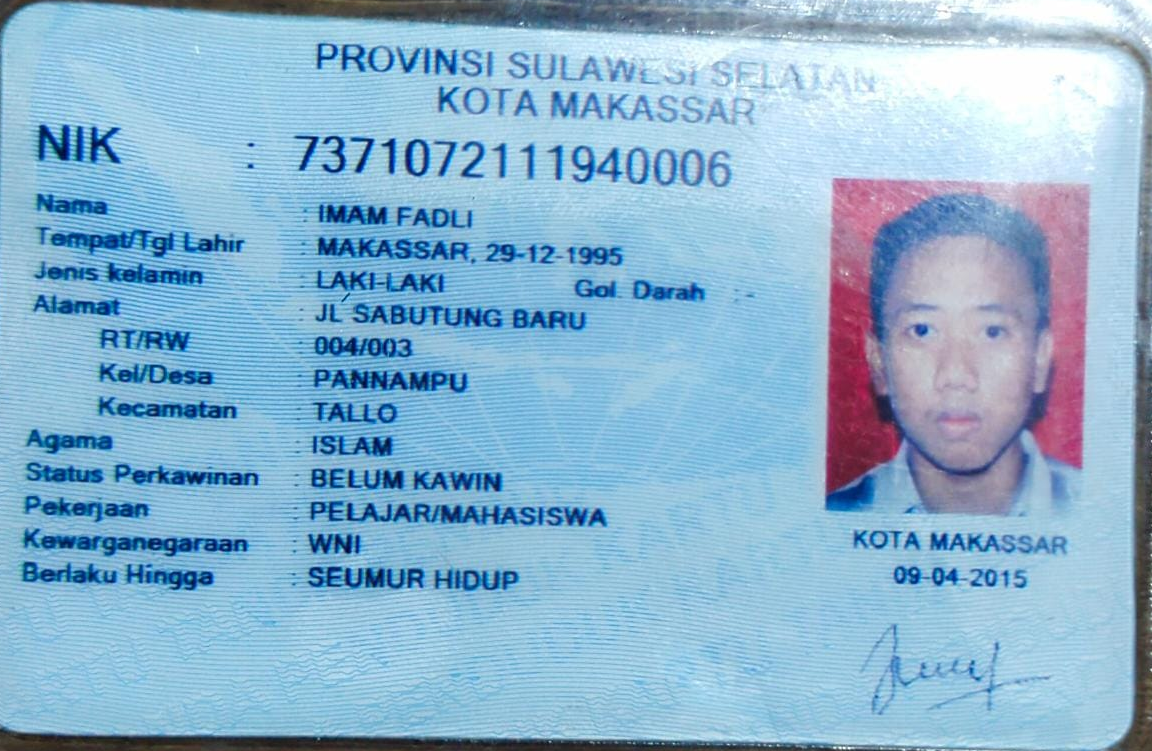 PROVINSI SULAWESI SELATAN
KOTA MAKASSAR
NIK : 7371072111940006
Nama : IMAM FADLI
Tempat/Tgl Lahir : MAKASSAR, 29-12-1995
Jenis kelamin : LAKI-LAKI Gol. Darah : -
Alamat : JL SABUTUNG BARU
RT/RW : 004/003
Kel/Desa : PANNAMPU
Kecamatan : TALLO
Agama : ISLAM
Status Perkawinan : BELUM KAWIN
Pekerjaan : PELAJAR/MAHASISWA
Kewarganegaraan : WNI
Berlaku Hingga : SEUMUR HIDUP
KOTA MAKASSAR
09-04-2015